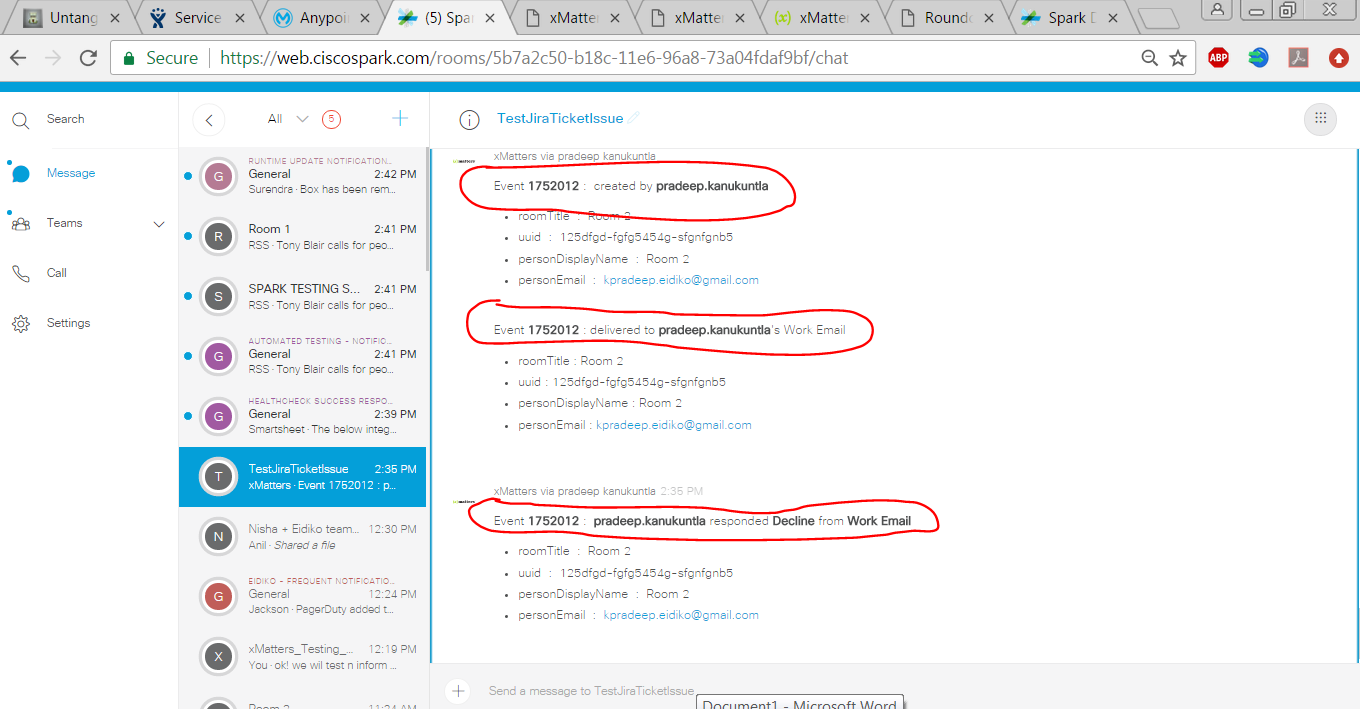 Untang
Service
Anypoi
(5) Spar
xMatter
xMatter
xMatter
Roundc
Spark D
Secure
https://web.ciscospark.com/rooms/5b7a2c50-b18c-11e6-96a8-73a04fdaf9bf/chat
ABP
Search
Message
Teams
Call
Settings
All
5
RUNTIME UPDATE NOTIFICATION...
G
General 2:42 PM
Surendra · Box has been rem...
R
Room 1 2:41 PM
RSS · Tony Blair calls for peo...
S
SPARK TESTING S... 2:41 PM
RSS · Tony Blair calls for peo...
AUTOMATED TESTING - NOTIFIC...
G
General 2:41 PM
RSS · Tony Blair calls for peo...
HEALTHCHECK SUCCESS RESPO...
G
General 2:39 PM
Smartsheet · The below integ...
T
TestJiraTicketIssue 2:35 PM
xMatters · Event 1752012 : p...
N
Nisha + Eidiko team... 12:30 PM
Anil · Shared a file
EIDIKO - FREQUENT NOTIFICATIO...
G
General 12:24 PM
Jackson · PagerDuty added t...
X
xMatters_Testing_... 12:19 PM
You · ok! we wil test n inform ...
Room 2 11:24 AM
TestJiraTicketIssue
xMatters via pradeep kanukuntla
Event 1752012 : created by pradeep.kanukuntla
roomTitle : Room 2
uuid : 125dfgd-fgfg5454g-sfgnfgnb5
personDisplayName : Room 2
personEmail : kpradeep.eidiko@gmail.com
Event 1752012 : delivered to pradeep.kanukuntla's Work Email
roomTitle : Room 2
uuid : 125dfgd-fgfg5454g-sfgnfgnb5
personDisplayName : Room 2
personEmail : kpradeep.eidiko@gmail.com
xMatters via pradeep kanukuntla 2:35 PM
Event 1752012 : pradeep.kanukuntla responded Decline from Work Email
roomTitle : Room 2
uuid : 125dfgd-fgfg5454g-sfgnfgnb5
personDisplayName : Room 2
personEmail : kpradeep.eidiko@gmail.com
Send a message to TestJiraTicketIssue
Document1 - Microsoft Word